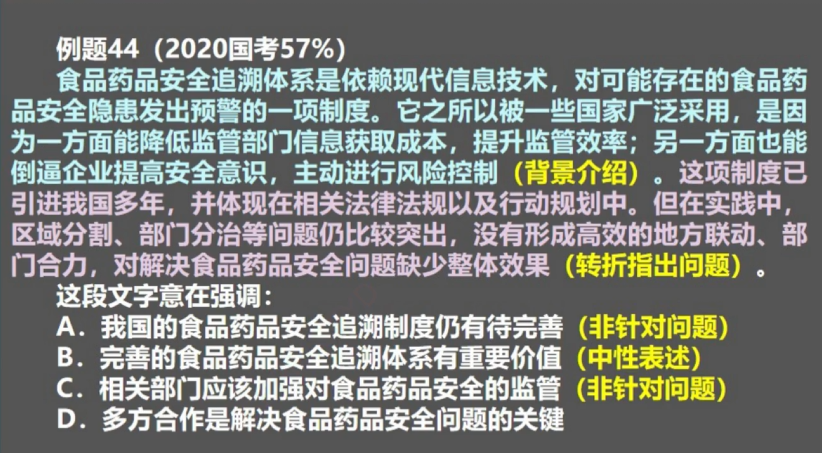 例题44（2020国考57%）
食品药品安全追溯体系是依赖现代信息技术，对可能存在的食品药
品安全隐患发出预警的一项制度。它之所以被一些国家广泛采用，是因
为一方面能降低监管部门信息获取成本，提升监管效率；另一方面也能
倒逼企业提高安全意识，主动进行风险控制（背景介绍）。这项制度已
引进我国多年，并体现在相关法律法规以及行动规划中。但在实践中，
区域分割、部门分治等问题仍比较突出，没有形成高效的地方联动、部
门合力，对解决食品药品安全问题缺少整体效果（转折指出问题）。
这段文字意在强调：
A．我国的食品药品安全追溯制度仍有待完善（非针对问题）
B．完善的食品药品安全追溯体系有重要价值（中性表述）
C．相关部门应该加强对食品药品安全的监管（非针对问题）
D．多方合作是解决食品药品安全问题的关键